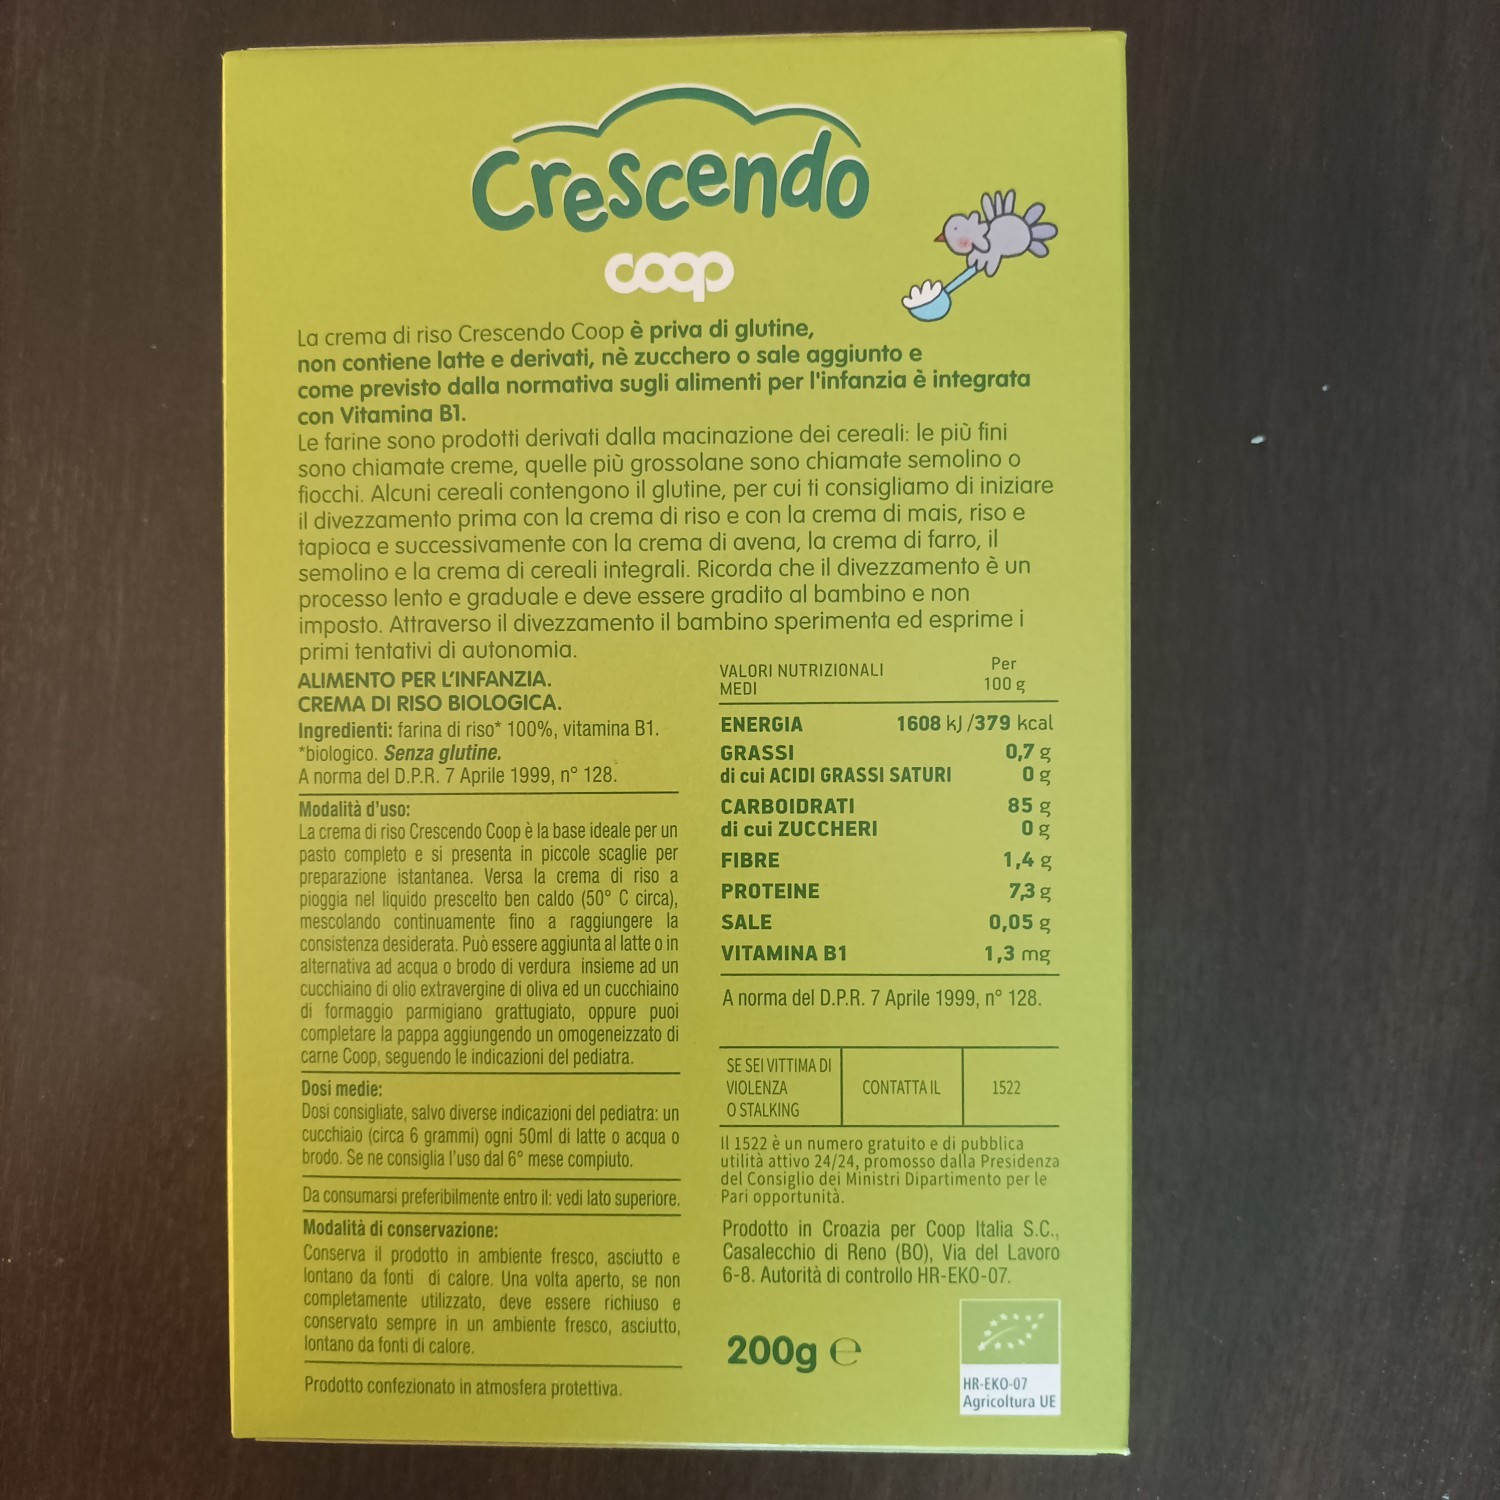 Crescendo
coop
La crema di riso Crescendo Coop è priva di glutine,
non contiene latte e derivati, nè zucchero o sale aggiunto e
come previsto dalla normativa sugli alimenti per l'infanzia è integrata
con Vitamina B1.
Le farine sono prodotti derivati dalla macinazione dei cereali: le più fini
sono chiamate creme, quelle più grossolane sono chiamate semolino o
fiocchi. Alcuni cereali contengono il glutine, per cui ti consigliamo di iniziare
il divezzamento prima con la crema di riso e con la crema di mais, riso e
tapioca e successivamente con la crema di avena, la crema di farro, il
semolino e la crema di cereali integrali. Ricorda che il divezzamento è un
processo lento e graduale e deve essere gradito al bambino e non
imposto. Attraverso il divezzamento il bambino sperimenta ed esprime i
primi tentativi di autonomia.
ALIMENTO PER L'INFANZIA.
CREMA DI RISO BIOLOGICA.
Ingredienti: farina di riso* 100%, vitamina B1.
*biologico. Senza glutine.
A norma del D.P.R. 7 Aprile 1999, n° 128.
Modalità d'uso:
La crema di riso Crescendo Coop è la base ideale per un
pasto completo e si presenta in piccole scaglie per
preparazione istantanea. Versa la crema di riso a
pioggia nel liquido prescelto ben caldo (50° C circa),
mescolando continuamente fino a raggiungere la
consistenza desiderata. Può essere aggiunta al latte o in
alternativa ad acqua o brodo di verdura insieme ad un
cucchiaino di olio extravergine di oliva ed un cucchiaino
di formaggio parmigiano grattugiato, oppure puoi
completare la pappa aggiungendo un omogeneizzato di
carne Coop, seguendo le indicazioni del pediatra.
Dosi medie:
Dosi consigliate, salvo diverse indicazioni del pediatra: un
cucchiaio (circa 6 grammi) ogni 50ml di latte o acqua o
brodo. Se ne consiglia l'uso dal 6° mese compiuto.
Da consumarsi preferibilmente entro il: vedi lato superiore.
Modalità di conservazione:
Conserva il prodotto in ambiente fresco, asciutto e
lontano da fonti di calore. Una volta aperto, se non
completamente utilizzato, deve essere richiuso e
conservato sempre in un ambiente fresco, asciutto,
lontano da fonti di calore.
Prodotto confezionato in atmosfera protettiva.
VALORI NUTRIZIONALI
MEDI
Per
100 g
ENERGIA 1608 kJ/379 kcal
GRASSI 0,7 g
di cui ACIDI GRASSI SATURI 0 g
CARBOIDRATI 85 g
di cui ZUCCHERI 0 g
FIBRE 1,4 g
PROTEINE 7,3 g
SALE 0,05 g
VITAMINA B1 1,3 mg
A norma del D.P.R. 7 Aprile 1999, n° 128.
SE SEI VITTIMA DI
VIOLENZA
O STALKING
CONTATTA IL
1522
Il 1522 è un numero gratuito e di pubblica
utilità attivo 24/24, promosso dalla Presidenza
del Consiglio dei Ministri Dipartimento per le
Pari opportunità.
Prodotto in Croazia per Coop Italia S.C.,
Casalecchio di Reno (BO), Via del Lavoro
6-8. Autorità di controllo HR-EKO-07.
200g ℮
HR-EKO-07
Agricoltura UE